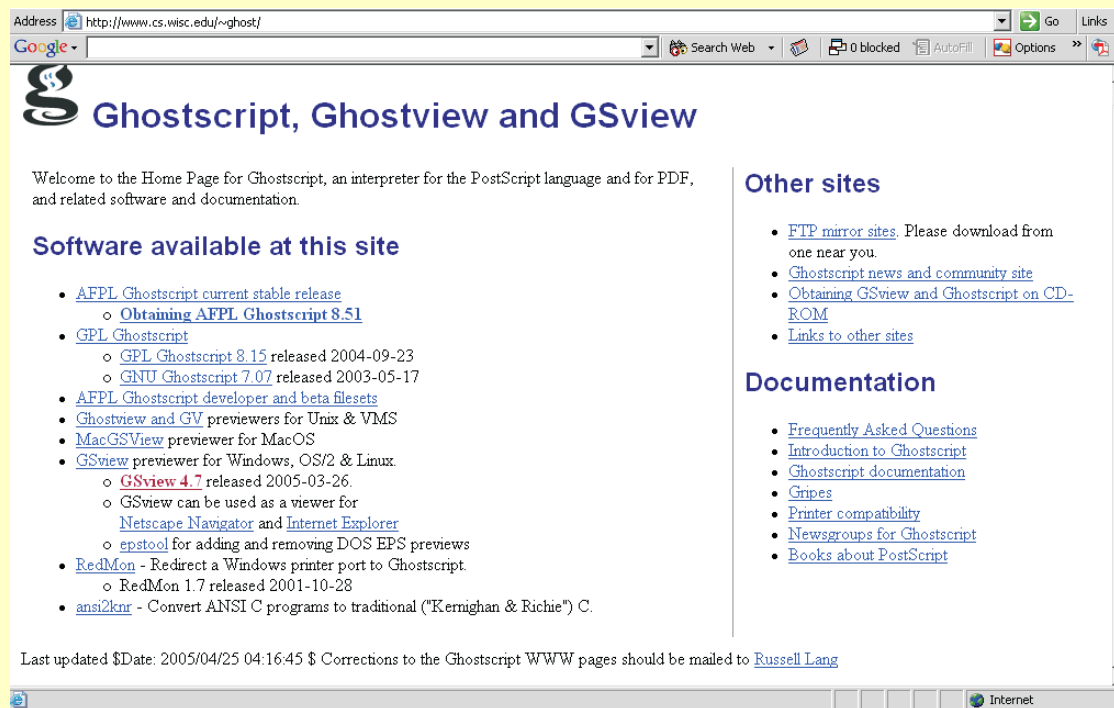 Address http://www.cs.wisc.edu/~ghost/ Go Links
Google Search Web 0 blocked AutoFill Options »
Ghostscript, Ghostview and GSview
Welcome to the Home Page for Ghostscript, an interpreter for the PostScript language and for PDF,
and related software and documentation.
Software available at this site
AFPL Ghostscript current stable release
Obtaining AFPL Ghostscript 8.51
GPL Ghostscript
GPL Ghostscript 8.15 released 2004-09-23
GNU Ghostscript 7.07 released 2003-05-17
AFPL Ghostscript developer and beta filesets
Ghostview and GV previewers for Unix & VMS
MacGSView previewer for MacOS
GSview previewer for Windows, OS/2 & Linux.
GSview 4.7 released 2005-03-26.
GSview can be used as a viewer for
Netscape Navigator and Internet Explorer
epstool for adding and removing DOS EPS previews
RedMon - Redirect a Windows printer port to Ghostscript.
RedMon 1.7 released 2001-10-28
ansi2knr - Convert ANSI C programs to traditional ("Kernighan & Richie") C.
Other sites
FTP mirror sites. Please download from
one near you.
Ghostscript news and community site
Obtaining GSview and Ghostscript on CD-
ROM
Links to other sites
Documentation
Frequently Asked Questions
Introduction to Ghostscript
Ghostscript documentation
Gripes
Printer compatibility
Newsgroups for Ghostscript
Books about PostScript
Last updated $Date: 2005/04/25 04:16:45 $ Corrections to the Ghostscript WWW pages should be mailed to Russell Lang
Internet